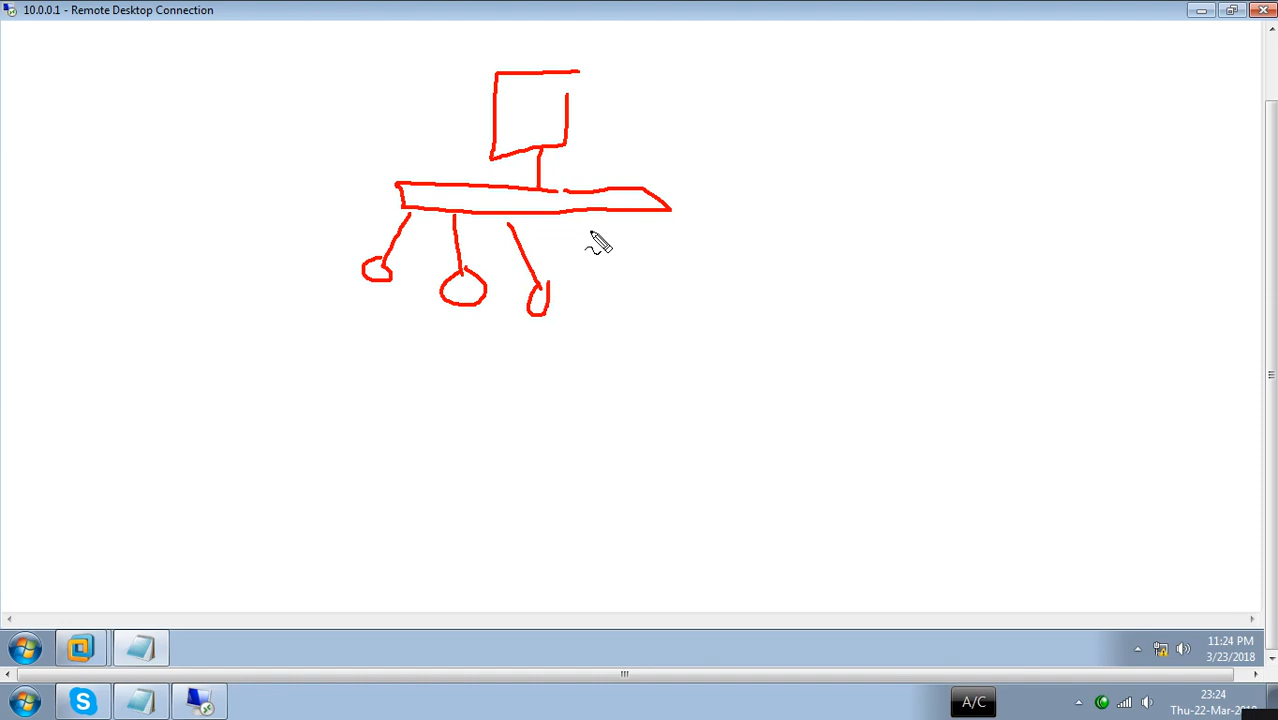 10.0.0.1 - Remote Desktop Connection
11:24 PM
3/23/2018
A/C
23:24